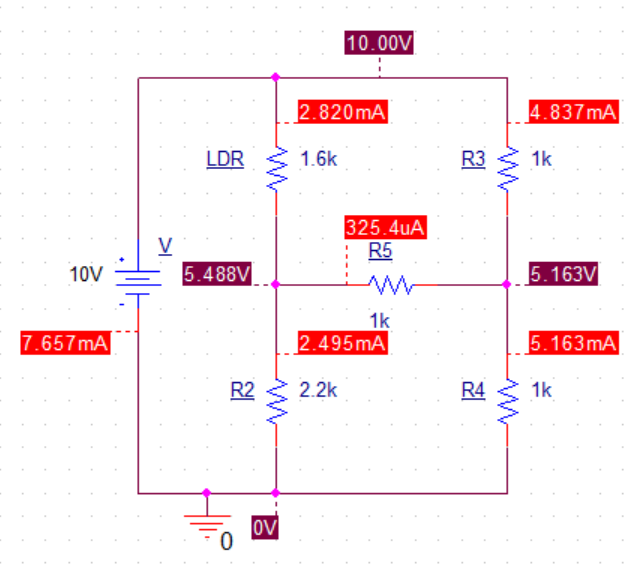 10.00V
2.820mA
4.837mA
LDR
1.6k
R3
1k
325.4uA
R5
V
10V
5.488V
5.163V
1k
7.657mA
2.495mA
5.163mA
R2
2.2k
R4
1k
0V
0